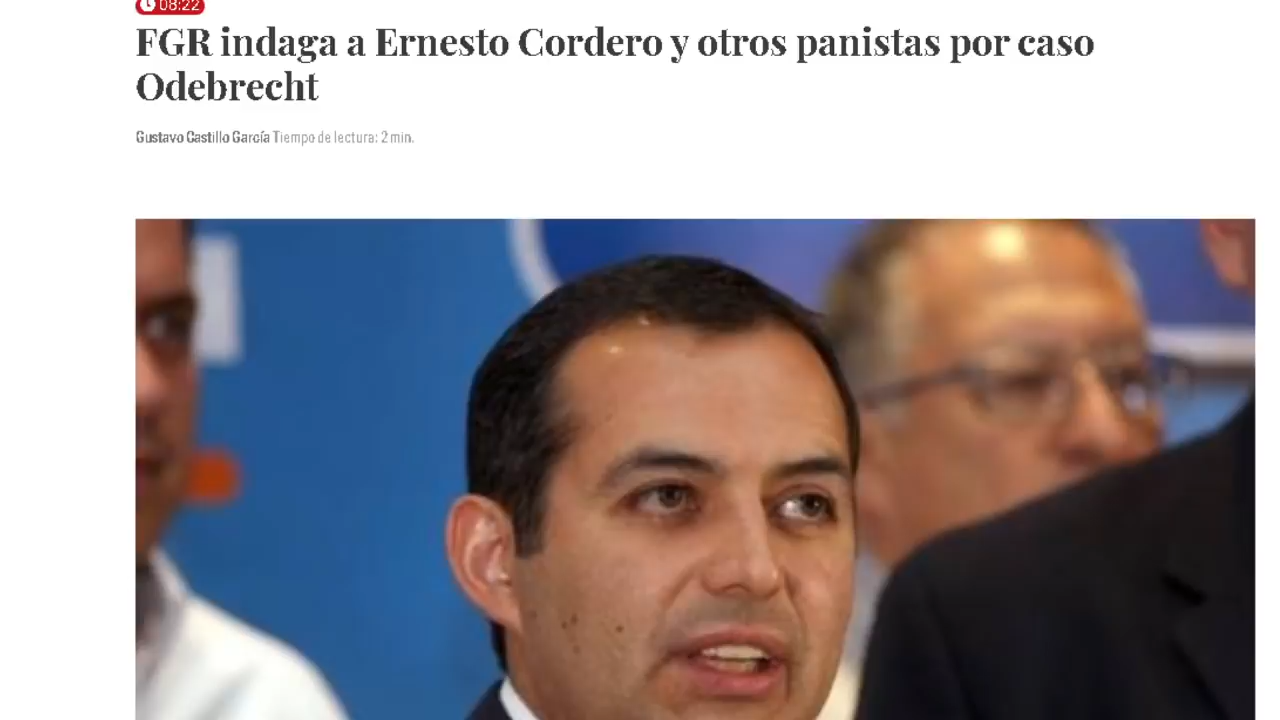 08:22
FGR indaga a Ernesto Cordero y otros panistas por caso
Odebrecht
Gustavo Castillo García Tiempo de lectura: 2 min.